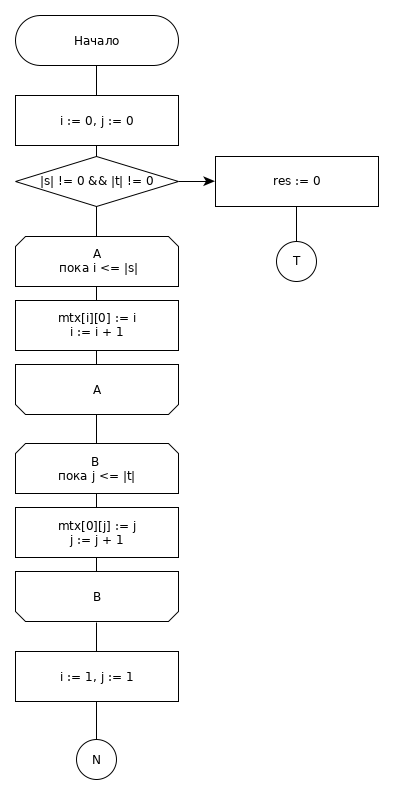 Начало
i := 0, j := 0
|s| != 0 && |t| != 0
res := 0
T
A
пока i <= |s|
mtx[i][0] := i
i := i + 1
A
B
пока j <= |t|
mtx[0][j] := j
j := j + 1
B
i := 1, j := 1
N